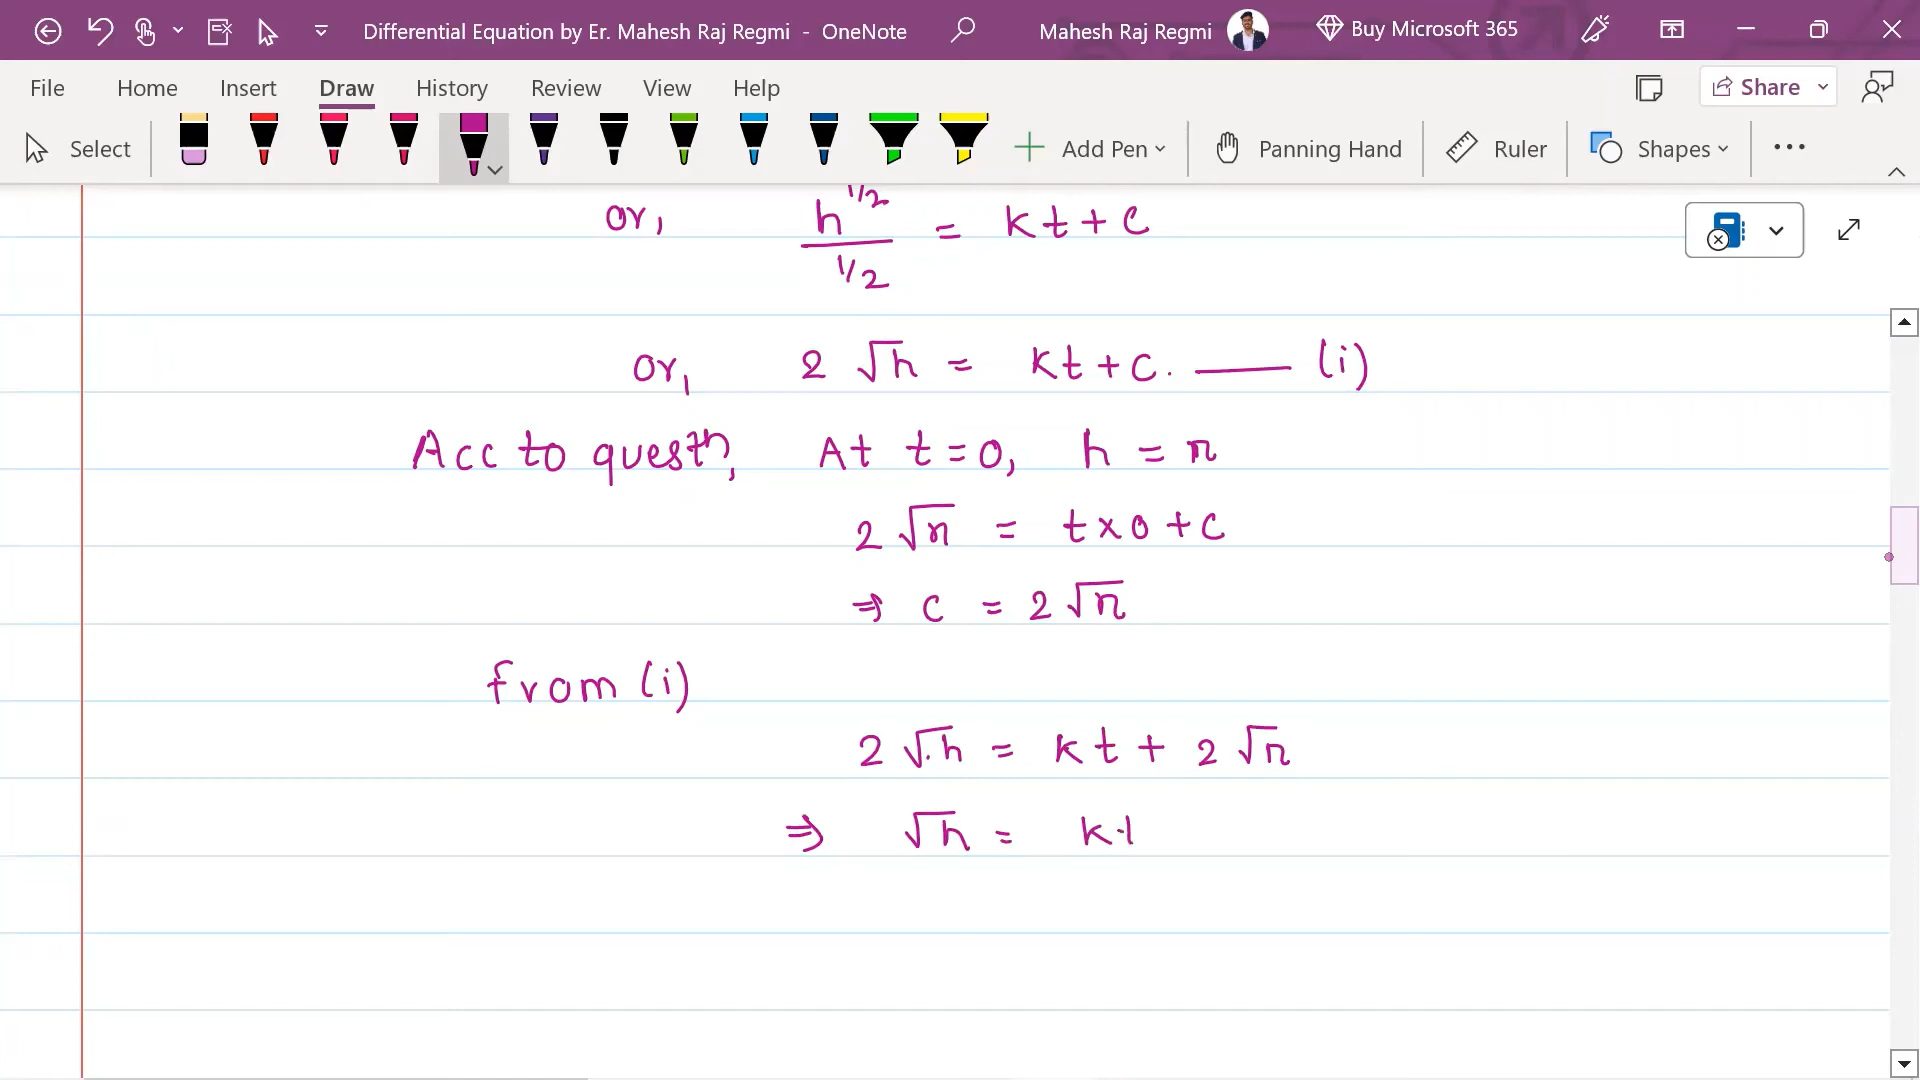 Differential Equation by Er. Mahesh Raj Regmi - OneNote Mahesh Raj Regmi Buy Microsoft 365
File Home Insert Draw History Review View Help Share
Select Add Pen Panning Hand Ruler Shapes
or, h^1/2 / 1/2 = kt + c
or, 2 √h = kt + c. —— (i)
Acc to questn, At t = 0, h = n
2 √n = t × 0 + c
⇒ c = 2 √n
from (i)
2 √h = kt + 2 √n
⇒ √h =